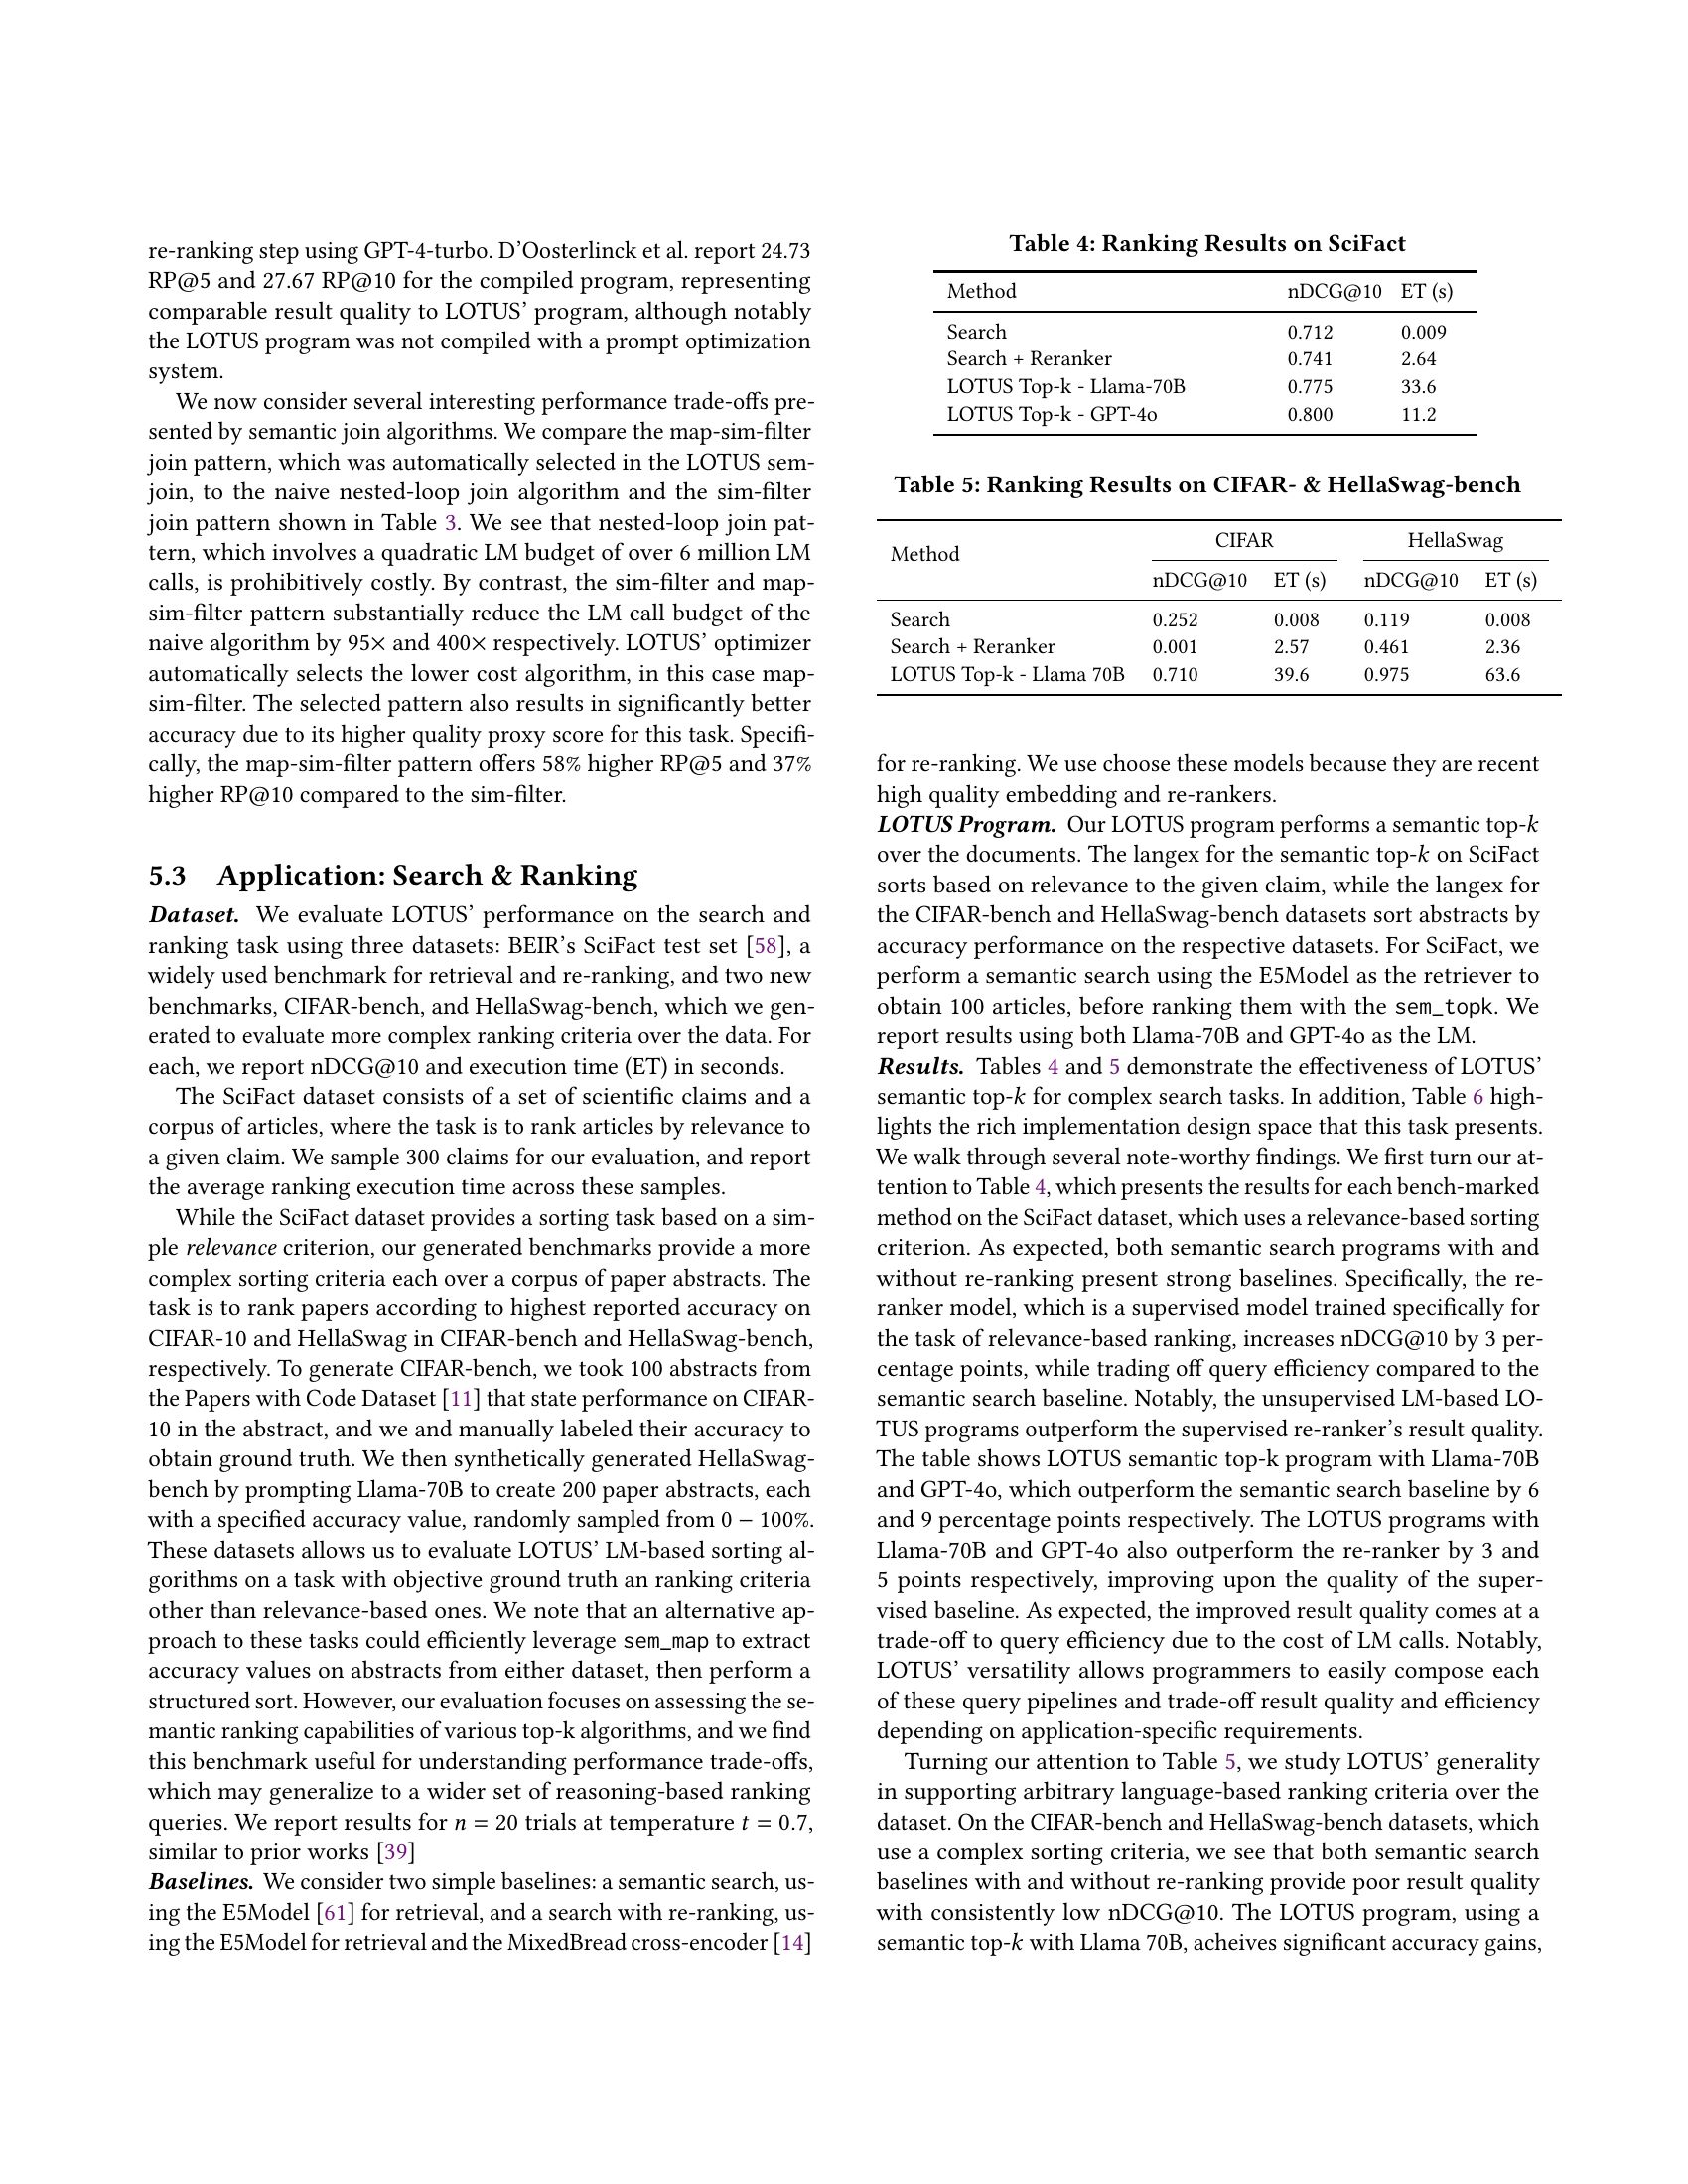 re-ranking step using GPT-4-turbo. D'Oosterlinck et al. report 24.73
RP@5 and 27.67 RP@10 for the compiled program, representing
comparable result quality to LOTUS' program, although notably
the LOTUS program was not compiled with a prompt optimization
system.
We now consider several interesting performance trade-offs pre-
sented by semantic join algorithms. We compare the map-sim-filter
join pattern, which was automatically selected in the LOTUS sem-
join, to the naive nested-loop join algorithm and the sim-filter
join pattern shown in Table 3. We see that nested-loop join pat-
tern, which involves a quadratic LM budget of over 6 million LM
calls, is prohibitively costly. By contrast, the sim-filter and map-
sim-filter pattern substantially reduce the LM call budget of the
naive algorithm by 95× and 400× respectively. LOTUS' optimizer
automatically selects the lower cost algorithm, in this case map-
sim-filter. The selected pattern also results in significantly better
accuracy due to its higher quality proxy score for this task. Specifi-
cally, the map-sim-filter pattern offers 58% higher RP@5 and 37%
higher RP@10 compared to the sim-filter.
5.3 Application: Search & Ranking
Dataset. We evaluate LOTUS' performance on the search and
ranking task using three datasets: BEIR's SciFact test set [58], a
widely used benchmark for retrieval and re-ranking, and two new
benchmarks, CIFAR-bench, and HellaSwag-bench, which we gen-
erated to evaluate more complex ranking criteria over the data. For
each, we report nDCG@10 and execution time (ET) in seconds.
The SciFact dataset consists of a set of scientific claims and a
corpus of articles, where the task is to rank articles by relevance to
a given claim. We sample 300 claims for our evaluation, and report
the average ranking execution time across these samples.
While the SciFact dataset provides a sorting task based on a sim-
ple relevance criterion, our generated benchmarks provide a more
complex sorting criteria each over a corpus of paper abstracts. The
task is to rank papers according to highest reported accuracy on
CIFAR-10 and HellaSwag in CIFAR-bench and HellaSwag-bench,
respectively. To generate CIFAR-bench, we took 100 abstracts from
the Papers with Code Dataset [11] that state performance on CIFAR-
10 in the abstract, and we and manually labeled their accuracy to
obtain ground truth. We then synthetically generated HellaSwag-
bench by prompting Llama-70B to create 200 paper abstracts, each
with a specified accuracy value, randomly sampled from 0 − 100%.
These datasets allows us to evaluate LOTUS' LM-based sorting al-
gorithms on a task with objective ground truth an ranking criteria
other than relevance-based ones. We note that an alternative ap-
proach to these tasks could efficiently leverage sem_map to extract
accuracy values on abstracts from either dataset, then perform a
structured sort. However, our evaluation focuses on assessing the se-
mantic ranking capabilities of various top-k algorithms, and we find
this benchmark useful for understanding performance trade-offs,
which may generalize to a wider set of reasoning-based ranking
queries. We report results for n = 20 trials at temperature t = 0.7,
similar to prior works [39]
Baselines. We consider two simple baselines: a semantic search, us-
ing the E5Model [61] for retrieval, and a search with re-ranking, us-
ing the E5Model for retrieval and the MixedBread cross-encoder [14]
Table 4: Ranking Results on SciFact
Method nDCG@10 ET (s)
Search 0.712 0.009
Search + Reranker 0.741 2.64
LOTUS Top-k - Llama-70B 0.775 33.6
LOTUS Top-k - GPT-4o 0.800 11.2
Table 5: Ranking Results on CIFAR- & HellaSwag-bench
Method CIFAR HellaSwag
nDCG@10 ET (s) nDCG@10 ET (s)
Search 0.252 0.008 0.119 0.008
Search + Reranker 0.001 2.57 0.461 2.36
LOTUS Top-k - Llama 70B 0.710 39.6 0.975 63.6
for re-ranking. We use choose these models because they are recent
high quality embedding and re-rankers.
LOTUS Program. Our LOTUS program performs a semantic top-k
over the documents. The langex for the semantic top-k on SciFact
sorts based on relevance to the given claim, while the langex for
the CIFAR-bench and HellaSwag-bench datasets sort abstracts by
accuracy performance on the respective datasets. For SciFact, we
perform a semantic search using the E5Model as the retriever to
obtain 100 articles, before ranking them with the sem_topk. We
report results using both Llama-70B and GPT-4o as the LM.
Results. Tables 4 and 5 demonstrate the effectiveness of LOTUS'
semantic top-k for complex search tasks. In addition, Table 6 high-
lights the rich implementation design space that this task presents.
We walk through several note-worthy findings. We first turn our at-
tention to Table 4, which presents the results for each bench-marked
method on the SciFact dataset, which uses a relevance-based sorting
criterion. As expected, both semantic search programs with and
without re-ranking present strong baselines. Specifically, the re-
ranker model, which is a supervised model trained specifically for
the task of relevance-based ranking, increases nDCG@10 by 3 per-
centage points, while trading off query efficiency compared to the
semantic search baseline. Notably, the unsupervised LM-based LO-
TUS programs outperform the supervised re-ranker's result quality.
The table shows LOTUS semantic top-k program with Llama-70B
and GPT-4o, which outperform the semantic search baseline by 6
and 9 percentage points respectively. The LOTUS programs with
Llama-70B and GPT-4o also outperform the re-ranker by 3 and
5 points respectively, improving upon the quality of the super-
vised baseline. As expected, the improved result quality comes at a
trade-off to query efficiency due to the cost of LM calls. Notably,
LOTUS' versatility allows programmers to easily compose each
of these query pipelines and trade-off result quality and efficiency
depending on application-specific requirements.
Turning our attention to Table 5, we study LOTUS' generality
in supporting arbitrary language-based ranking criteria over the
dataset. On the CIFAR-bench and HellaSwag-bench datasets, which
use a complex sorting criteria, we see that both semantic search
baselines with and without re-ranking provide poor result quality
with consistently low nDCG@10. The LOTUS program, using a
semantic top-k with Llama 70B, acheives significant accuracy gains,